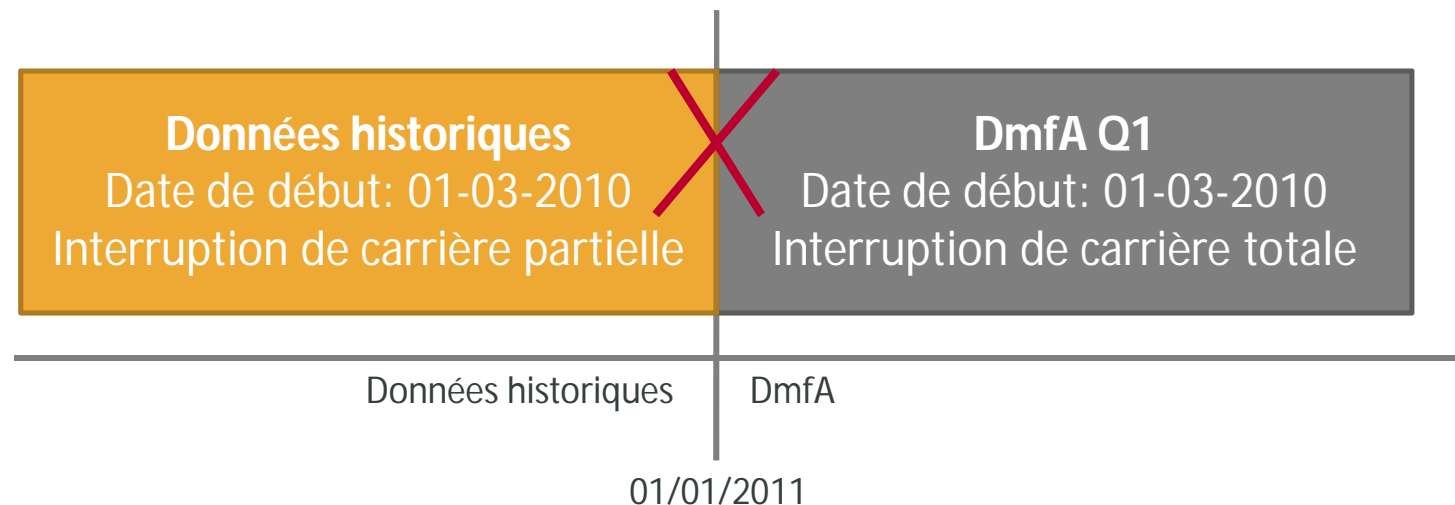 Données historiques
Date de début: 01-03-2010
Interruption de carrière partielle
DmfA Q1
Date de début: 01-03-2010
Interruption de carrière totale
Données historiques
DmfA
01/01/2011